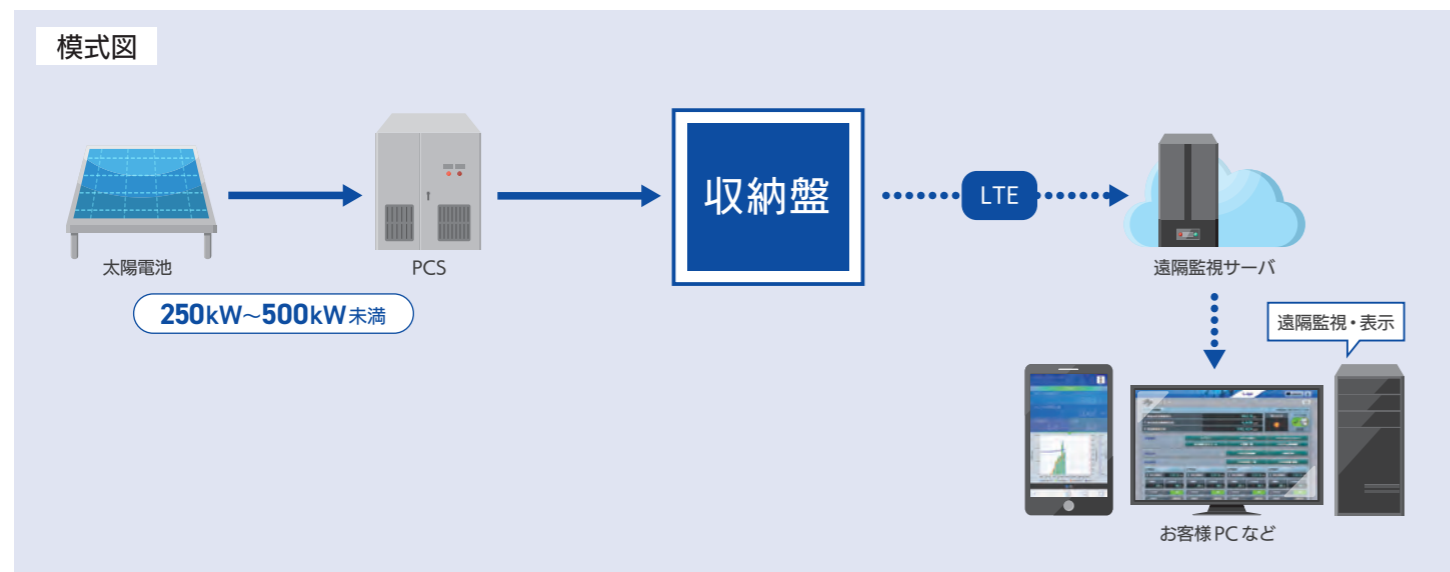 模式図
収納盤
LTE
太陽電池
PCS
遠隔監視サーバ
250kW～500kW未満
遠隔監視・表示
お客様PCなど